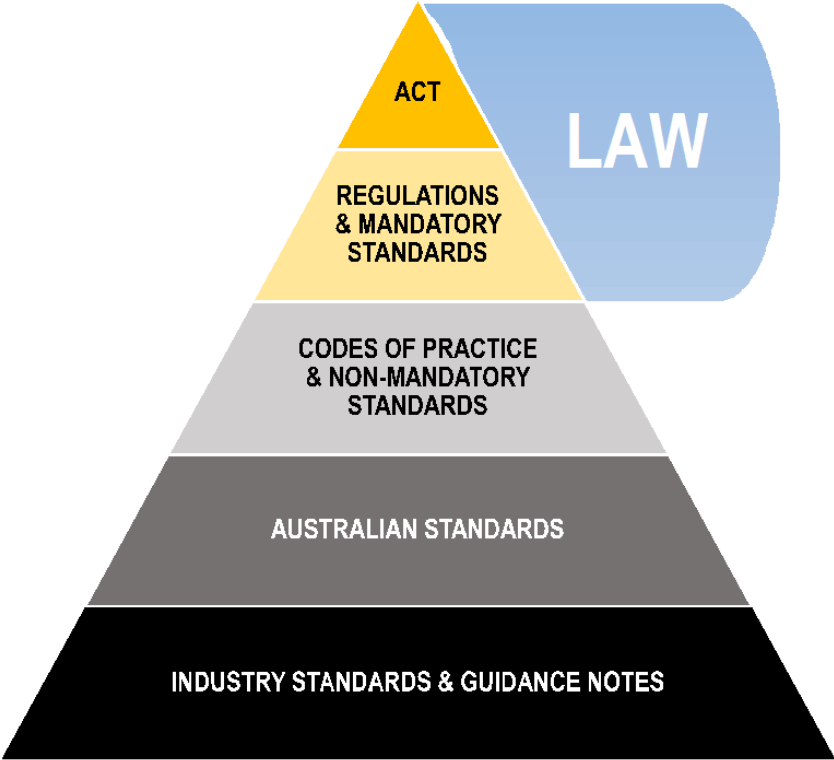 ACT
LAW
REGULATIONS
& MANDATORY
STANDARDS
CODES OF PRACTICE
& NON-MANDATORY
STANDARDS
AUSTRALIAN STANDARDS
INDUSTRY STANDARDS & GUIDANCE NOTES